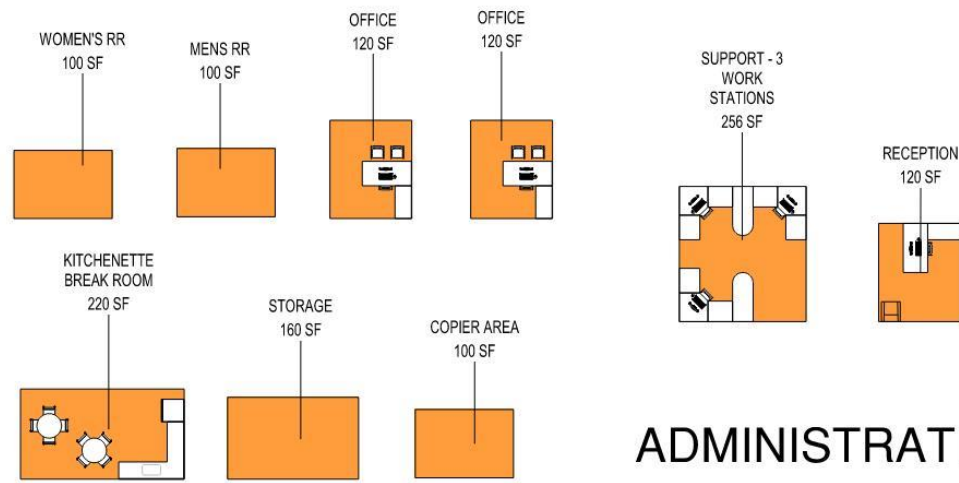 WOMEN'S RR
100 SF
MENS RR
100 SF
OFFICE
120 SF
OFFICE
120 SF
SUPPORT - 3
WORK
STATIONS
256 SF
RECEPTION
120 SF
KITCHENETTE
BREAK ROOM
220 SF
STORAGE
160 SF
COPIER AREA
100 SF
ADMINISTRAT